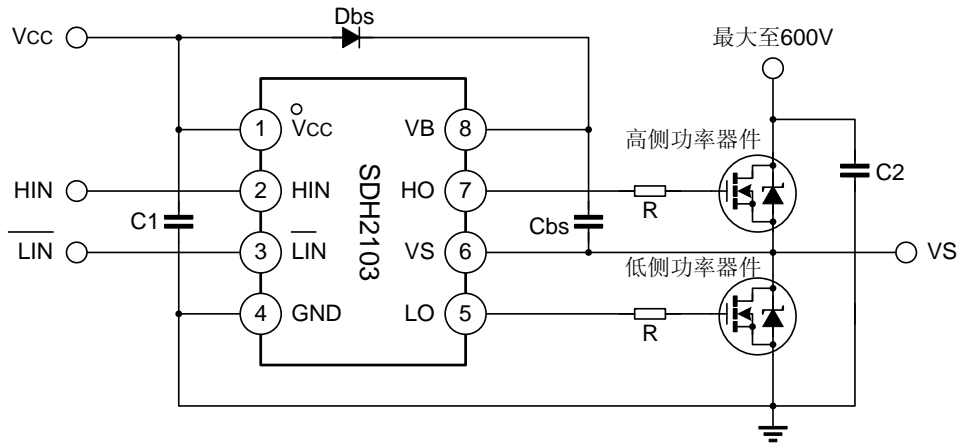 Dbs
VCC
最大至600V
1
VCC
VB
8
高侧功率器件
HIN
2
HIN
HO
7
R
C2
C1
SDH2103
Cbs
LIN
3
LIN
VS
6
VS
低侧功率器件
4
GND
LO
5
R